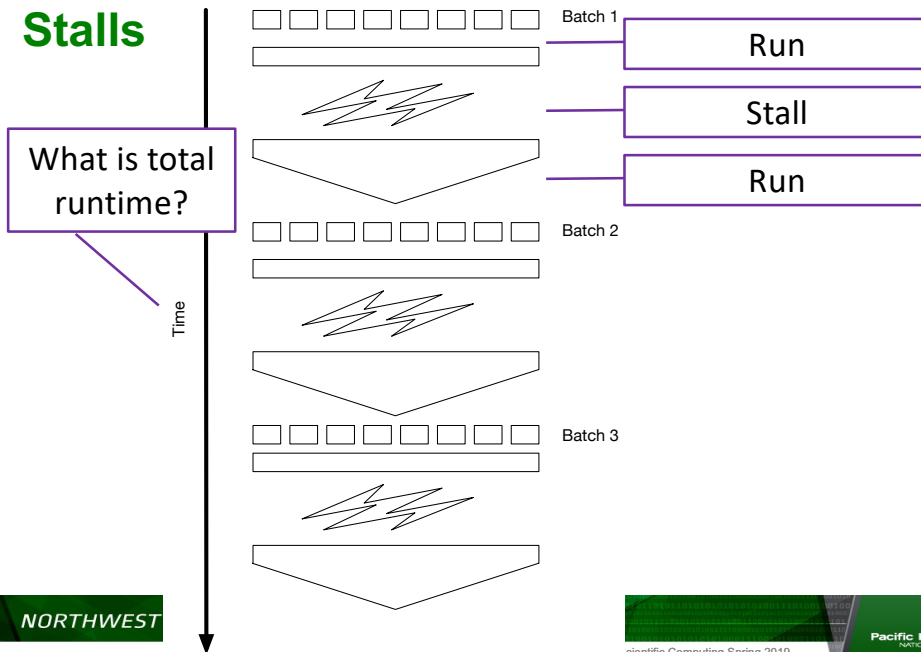 Stalls
Batch 1
Run
Stall
What is total
runtime?
Run
Batch 2
Time
Batch 3
NORTHWEST
cientific Computing Spring 2019
Pacific
NATIO